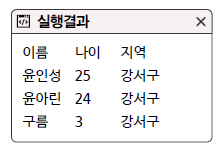 실행결과
이름 나이 지역
윤인성 25 강서구
윤아린 24 강서구
구름 3 강서구